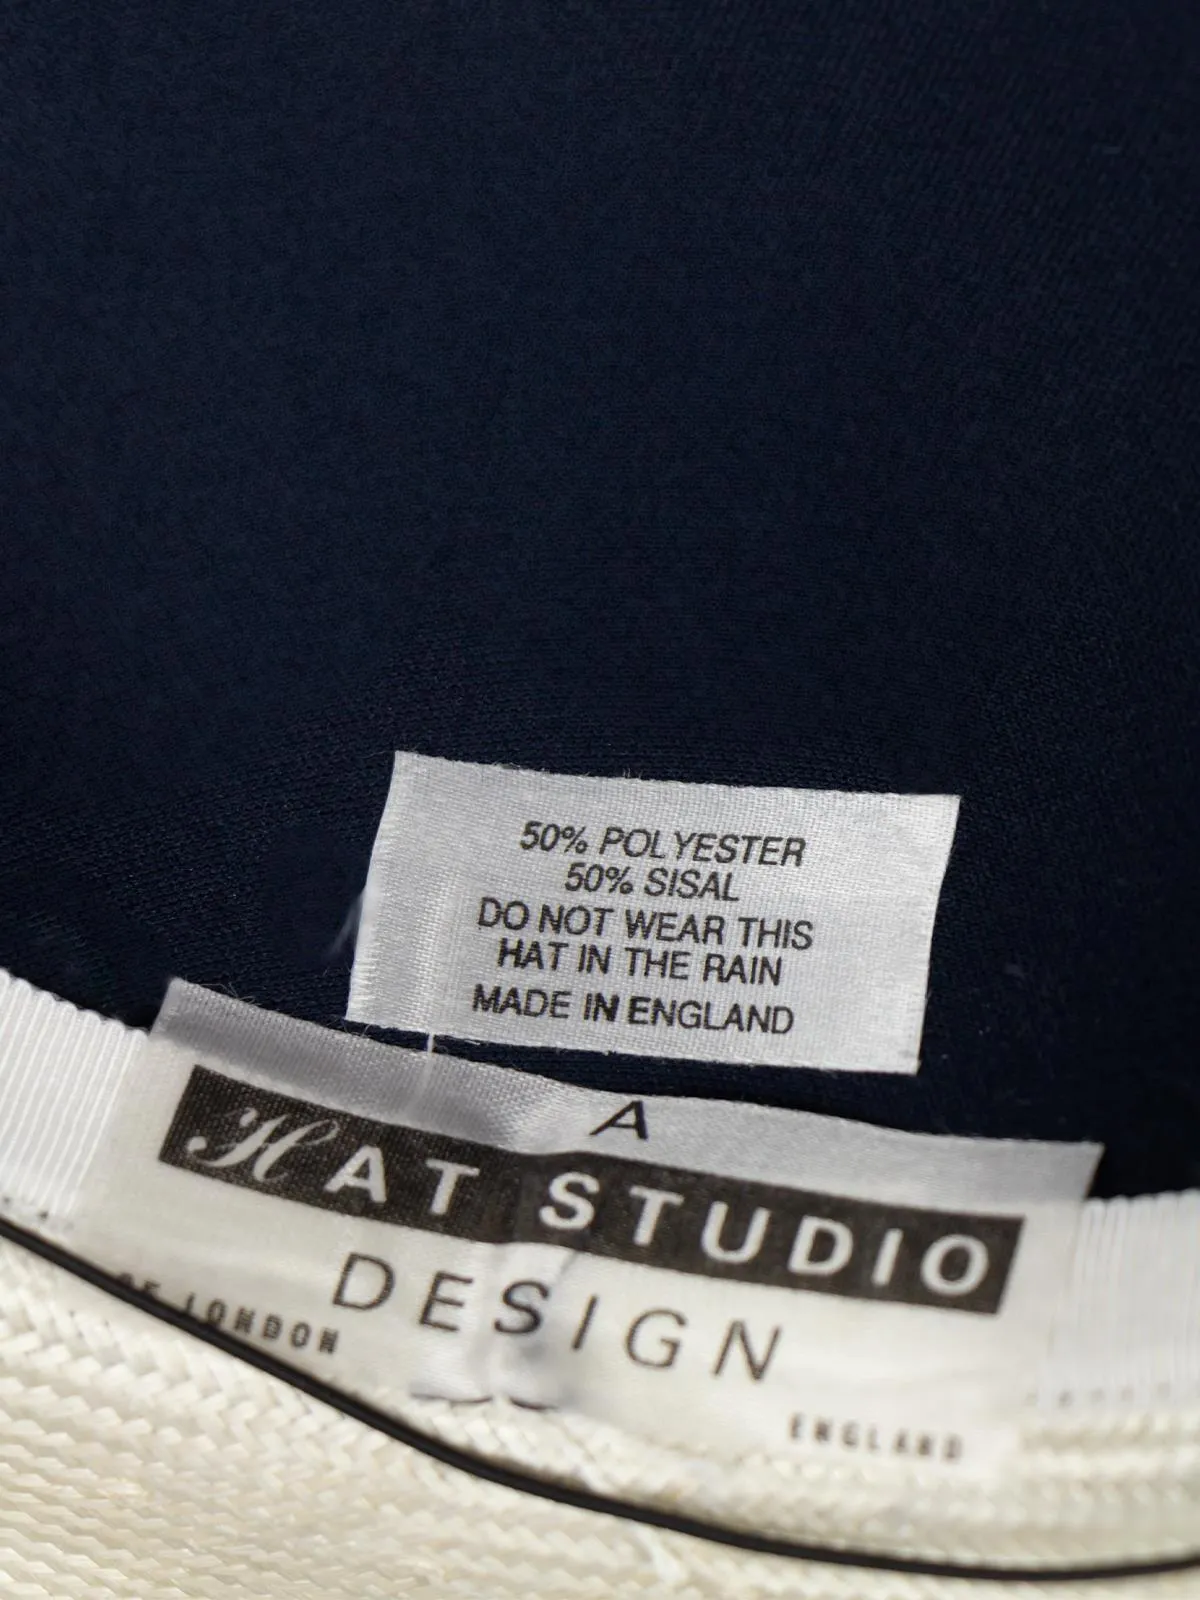 50% POLYESTER
50% SISAL
DO NOT WEAR THIS
HAT IN THE RAIN
MADE IN ENGLAND
A
HAT STUDIO
DESIGN
OF LONDON
ENGLAND